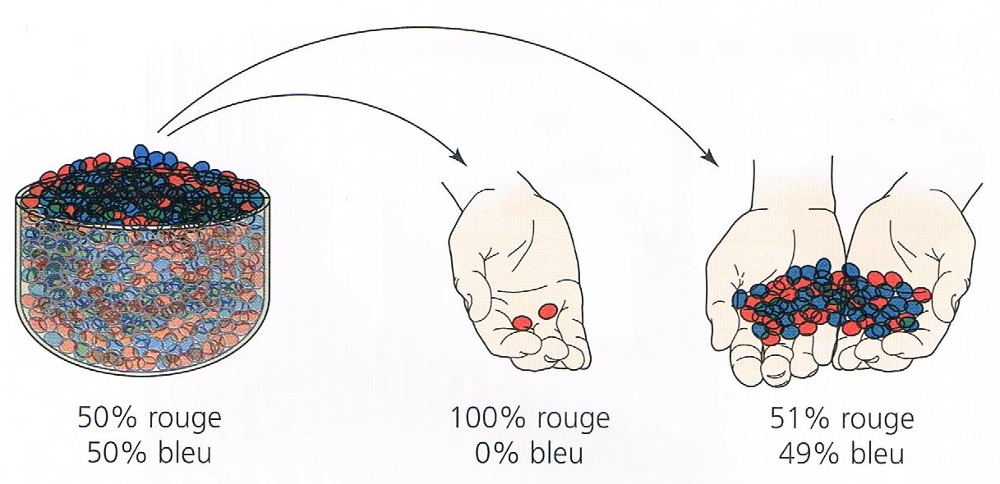 50% rouge
50% bleu
100% rouge
0% bleu
51% rouge
49% bleu